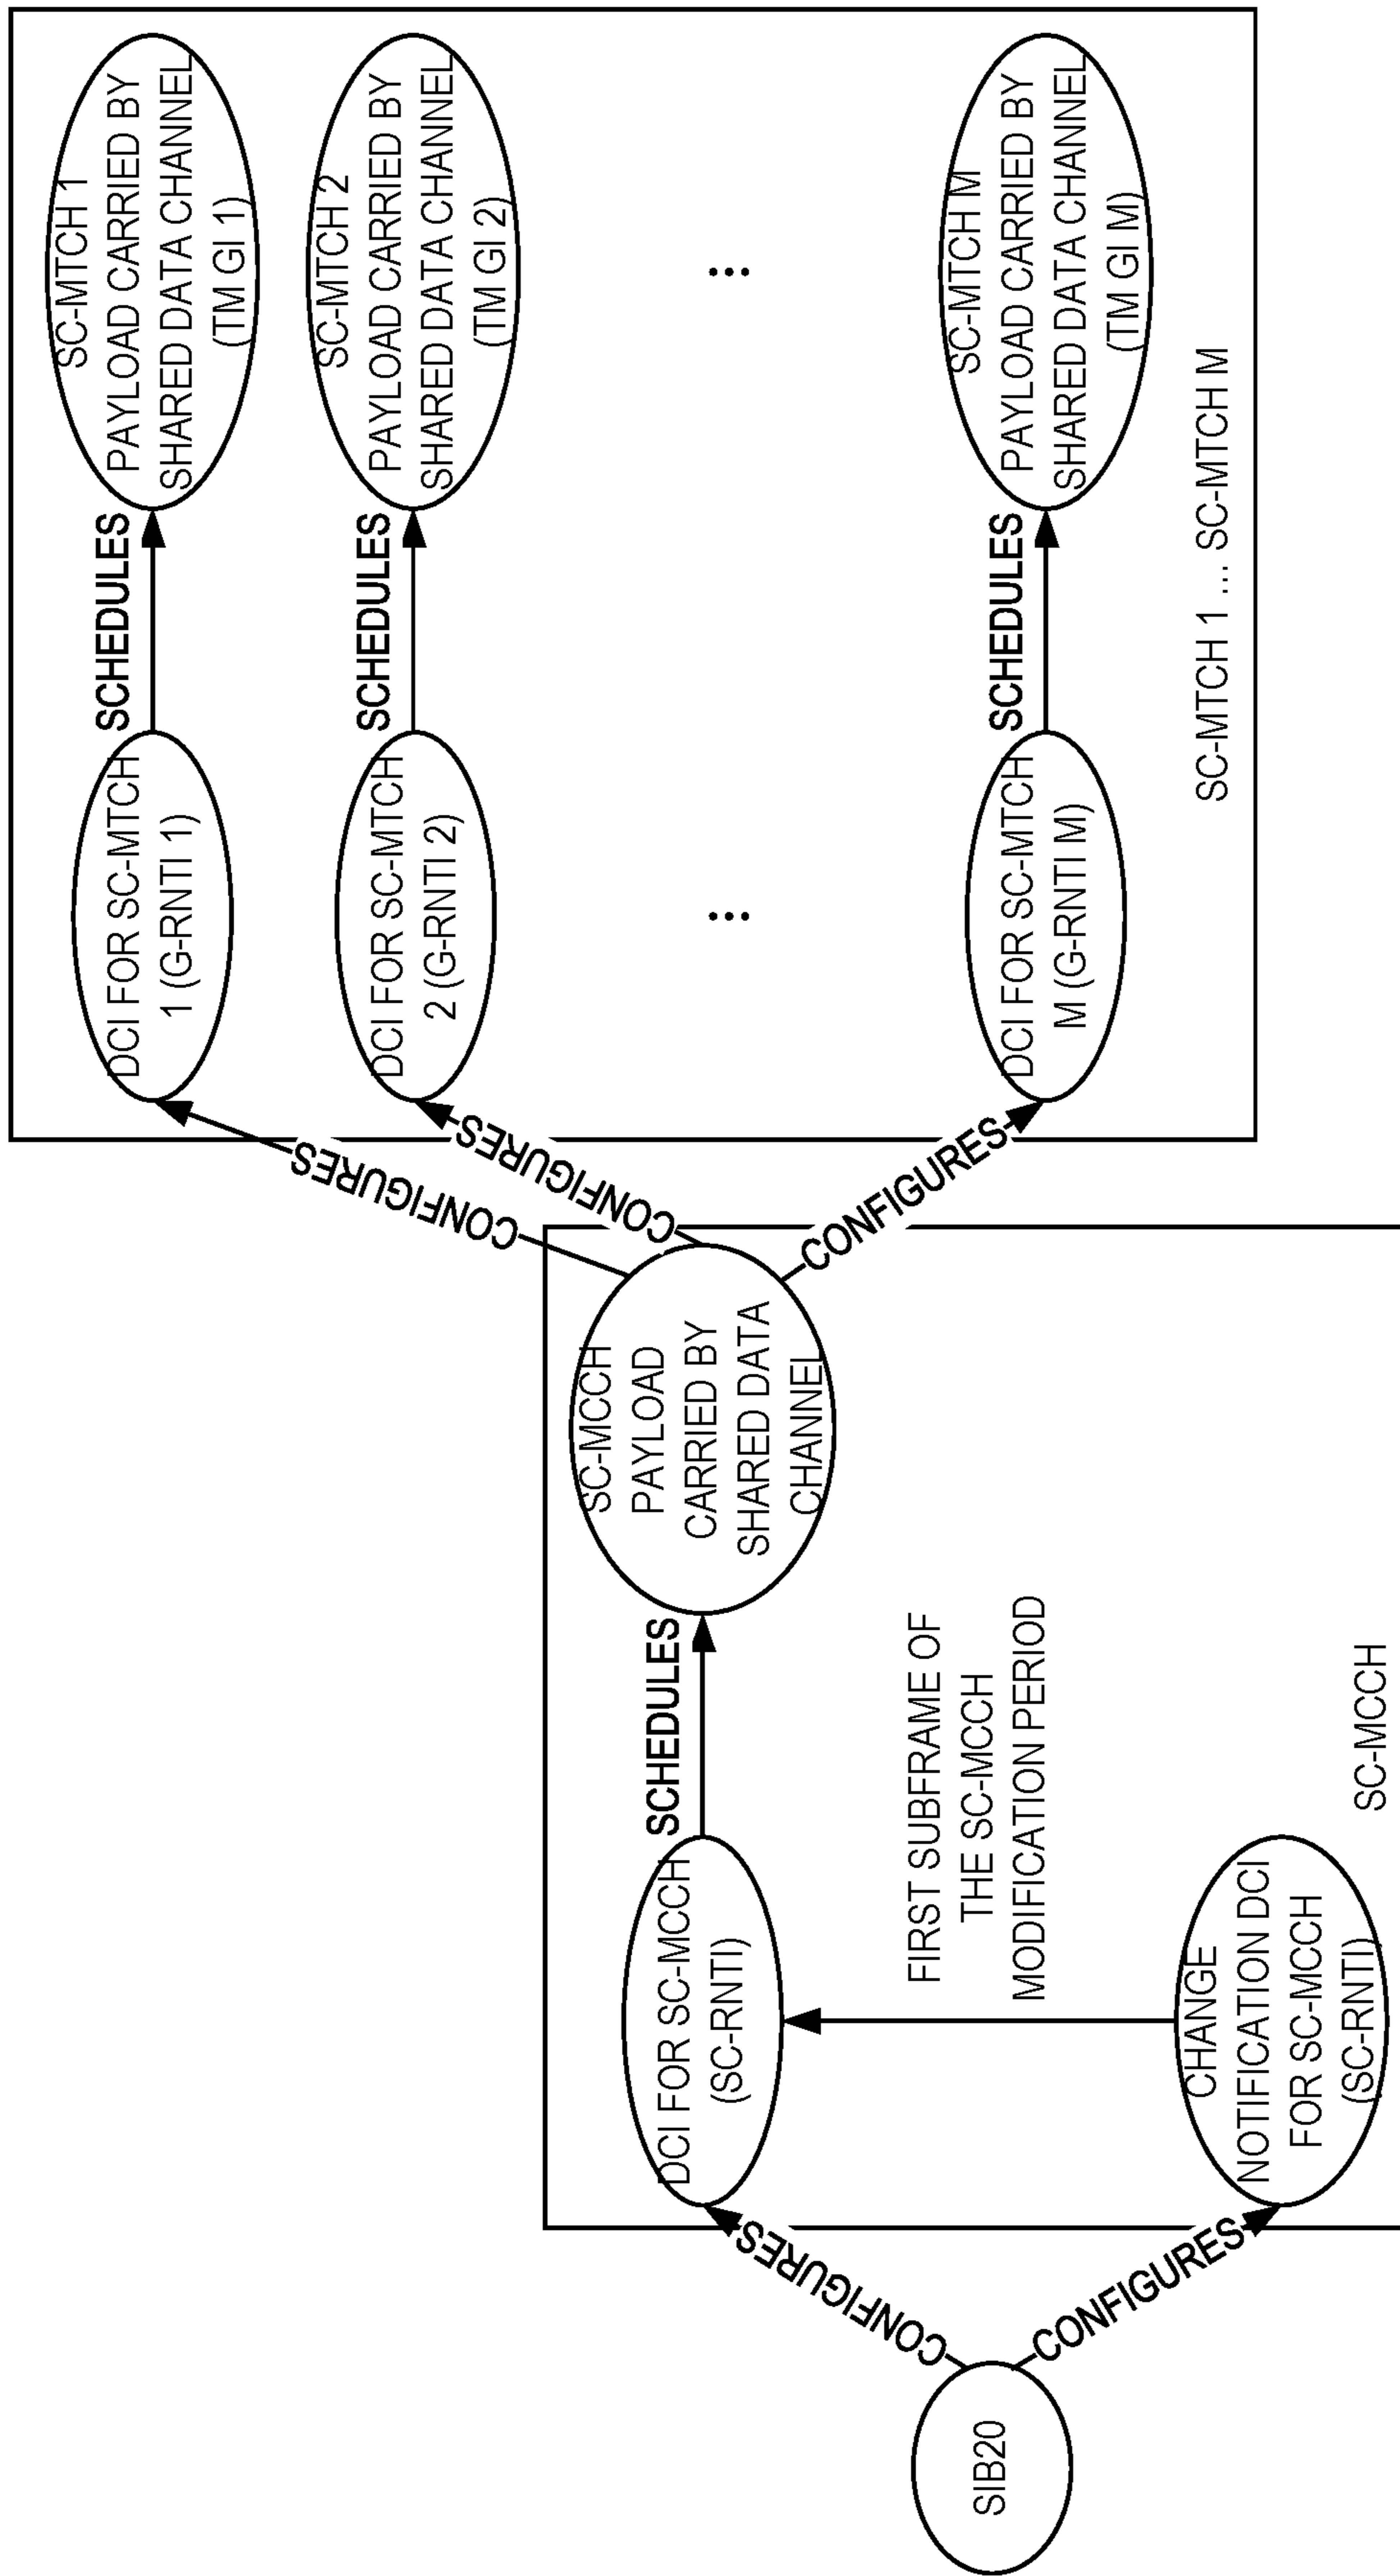 SIB20
CONFIGURES
CONFIGURES
DCI FOR SC-MCCH
(SC-RNTI)
SCHEDULES
SC-MCCH
PAYLOAD
CARRIED BY
SHARED DATA
CHANNEL
FIRST SUBFRAME OF
THE SC-MCCH
MODIFICATION PERIOD
CHANGE
NOTIFICATION DCI
FOR SC-MCCH
(SC-RNTI)
SC-MCCH
CONFIGURES
CONFIGURES
CONFIGURES
DCI FOR SC-MTCH
1 (G-RNTI 1)
SCHEDULES
SC-MTCH 1
PAYLOAD CARRIED BY
SHARED DATA CHANNEL
(TM GI 1)
DCI FOR SC-MTCH
2 (G-RNTI 2)
SCHEDULES
SC-MTCH 2
PAYLOAD CARRIED BY
SHARED DATA CHANNEL
(TM GI 2)
...
...
DCI FOR SC-MTCH
M (G-RNTI M)
SCHEDULES
SC-MTCH M
PAYLOAD CARRIED BY
SHARED DATA CHANNEL
(TM GI M)
SC-MTCH 1 ... SC-MTCH M